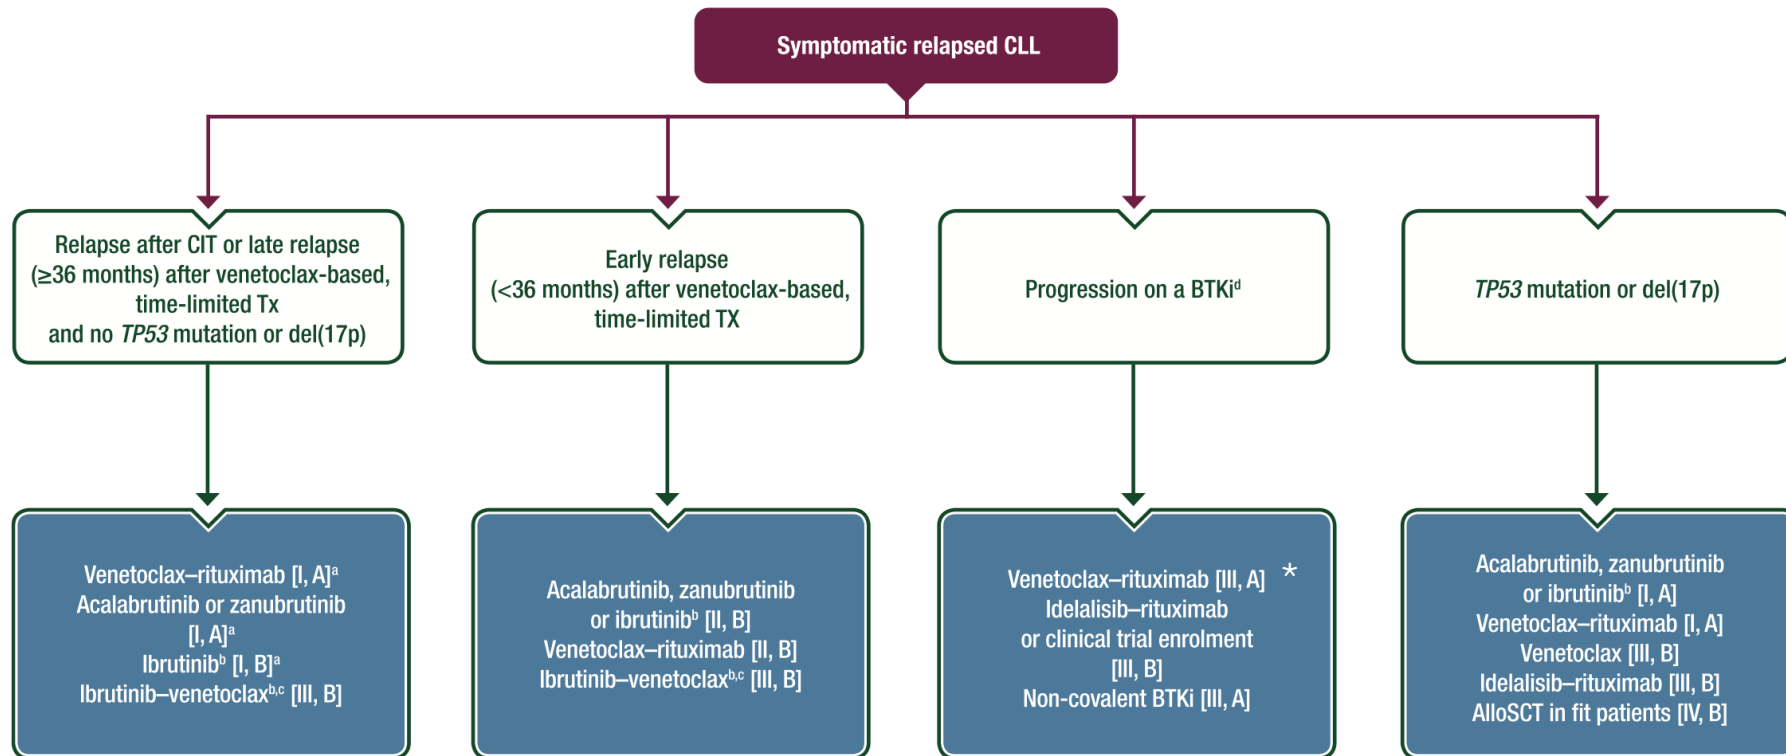 Symptomatic relapsed CLL
Relapse after CIT or late relapse
(≥36 months) after venetoclax-based,
time-limited Tx
and no TP53 mutation or del(17p)
Early relapse
(<36 months) after venetoclax-based,
time-limited TX
Progression on a BTKiᵈ
TP53 mutation or del(17p)
Venetoclax–rituximab [I, A]ᵃ
Acalabrutinib or zanubrutinib
[I, A]ᵃ
Ibrutinibᵇ [I, B]ᵃ
Ibrutinib–venetoclaxᵇ,ᶜ [III, B]
Acalabrutinib, zanubrutinib
or ibrutinibᵇ [II, B]
Venetoclax–rituximab [II, B]
Ibrutinib–venetoclaxᵇ,ᶜ [III, B]
Venetoclax–rituximab [III, A] *
Idelalisib–rituximab
or clinical trial enrolment
[III, B]
Non-covalent BTKi [III, A]
Acalabrutinib, zanubrutinib
or ibrutinibᵇ [I, A]
Venetoclax–rituximab [I, A]
Venetoclax [III, B]
Idelalisib–rituximab [III, B]
AlloSCT in fit patients [IV, B]